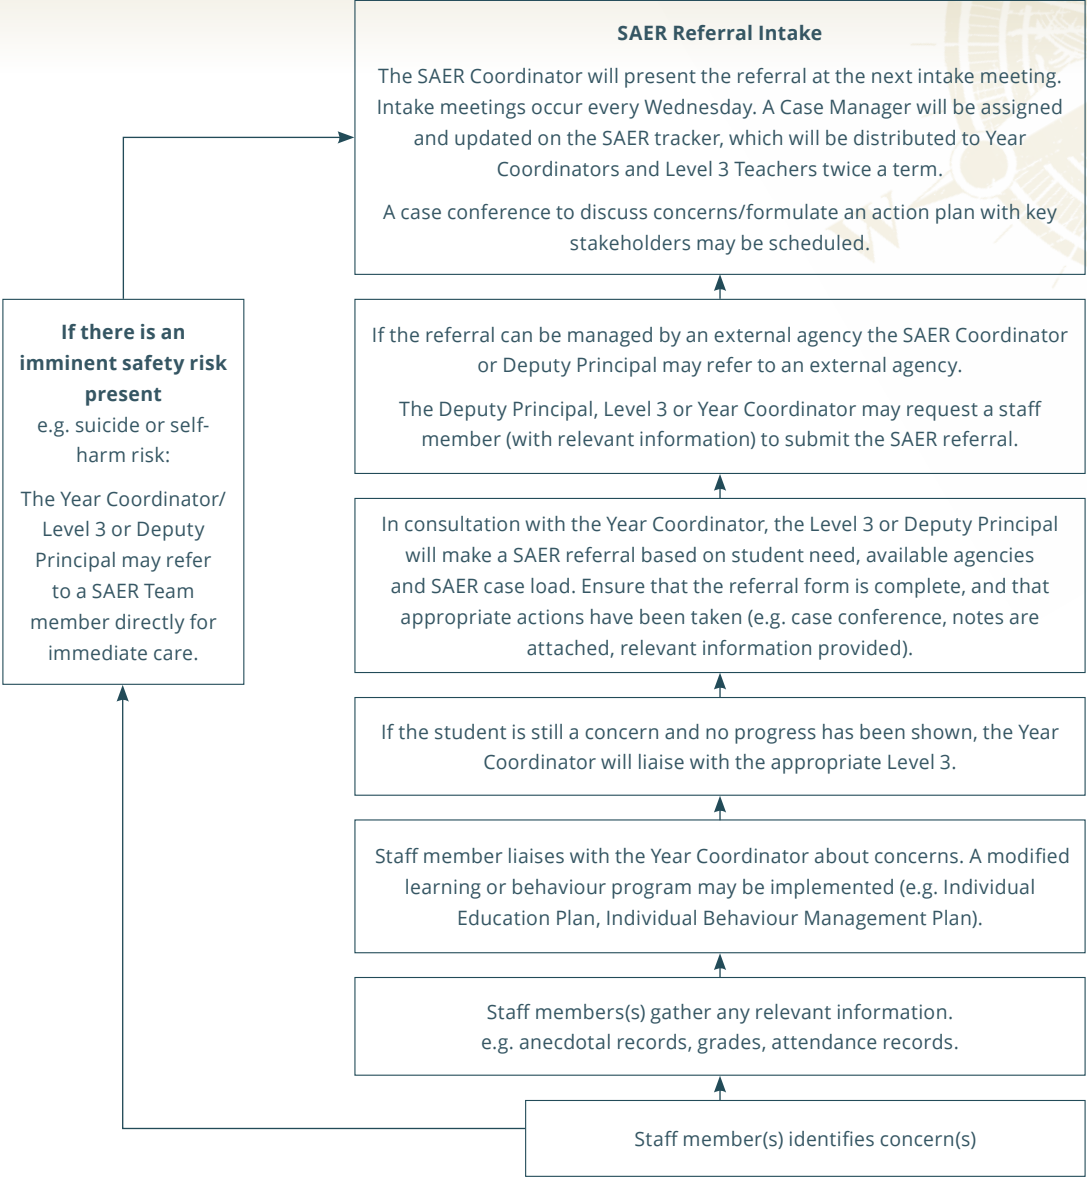 SAER Referral Intake
The SAER Coordinator will present the referral at the next intake meeting.
Intake meetings occur every Wednesday. A Case Manager will be assigned
and updated on the SAER tracker, which will be distributed to Year
Coordinators and Level 3 Teachers twice a term.
A case conference to discuss concerns/formulate an action plan with key
stakeholders may be scheduled.
W
If there is an
imminent safety risk
present
e.g. suicide or self-
harm risk:
The Year Coordinator/
Level 3 or Deputy
Principal may refer
to a SAER Team
member directly for
immediate care.
If the referral can be managed by an external agency the SAER Coordinator
or Deputy Principal may refer to an external agency.
The Deputy Principal, Level 3 or Year Coordinator may request a staff
member (with relevant information) to submit the SAER referral.
In consultation with the Year Coordinator, the Level 3 or Deputy Principal
will make a SAER referral based on student need, available agencies
and SAER case load. Ensure that the referral form is complete, and that
appropriate actions have been taken (e.g. case conference, notes are
attached, relevant information provided).
If the student is still a concern and no progress has been shown, the Year
Coordinator will liaise with the appropriate Level 3.
Staff member liaises with the Year Coordinator about concerns. A modified
learning or behaviour program may be implemented (e.g. Individual
Education Plan, Individual Behaviour Management Plan).
Staff members(s) gather any relevant information.
e.g. anecdotal records, grades, attendance records.
Staff member(s) identifies concern(s)